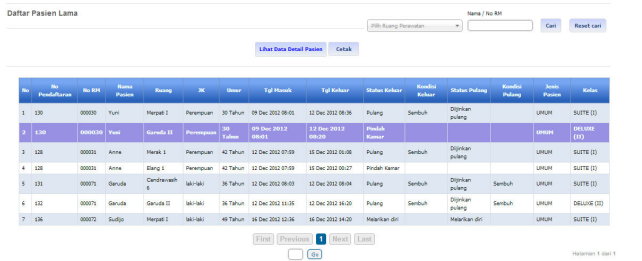 Daftar Pasien Lama
Nama / No RM
Pilih Ruang Perawatan
Cari
Reset cari
Lihat Data Detail Pasien
Cetak
No No Pendaftaran No RM Nama Pasien Ruang JK Umur Tgl Masuk Tgl Keluar Status Keluar Kondisi Keluar Status Pulang Kondisi Pulang Jenis Pasien Kelas
1 130 000030 Yuni Merpati I Perempuan 30 Tahun 09 Dec 2012 08:01 12 Dec 2012 08:36 Pulang Sembuh Diijinkan pulang UMUM SUITE (I)
2 130 000030 Yuni Garuda II Perempuan 30 Tahun 09 Dec 2012 08:01 12 Dec 2012 08:20 Pindah Kamar UMUM DELUXE (II)
3 128 000031 Anne Merak 1 Perempuan 42 Tahun 12 Dec 2012 07:59 15 Dec 2012 01:08 Pulang Sembuh Diijinkan pulang UMUM SUITE (I)
4 128 000031 Anne Elang 1 Perempuan 42 Tahun 12 Dec 2012 07:59 15 Dec 2012 00:27 Pindah Kamar UMUM SUITE (I)
5 131 000071 Garuda Cendrawasih laki-laki 36 Tahun 12 Dec 2012 08:03 12 Dec 2012 08:04 Pulang Sembuh Diijinkan pulang Sembuh UMUM SUITE (I)
6 132 000071 Garuda Garuda II laki-laki 36 Tahun 12 Dec 2012 11:35 12 Dec 2012 16:20 Pulang Sembuh Diijinkan pulang Sembuh UMUM DELUXE (II)
7 136 000072 Sudijo Merpati I laki-laki 49 Tahun 16 Dec 2012 12:36 16 Dec 2012 14:20 Melarikan diri Melarikan diri UMUM SUITE (I)
First Previous 1 Next Last
Go
Halaman 1 dari 1